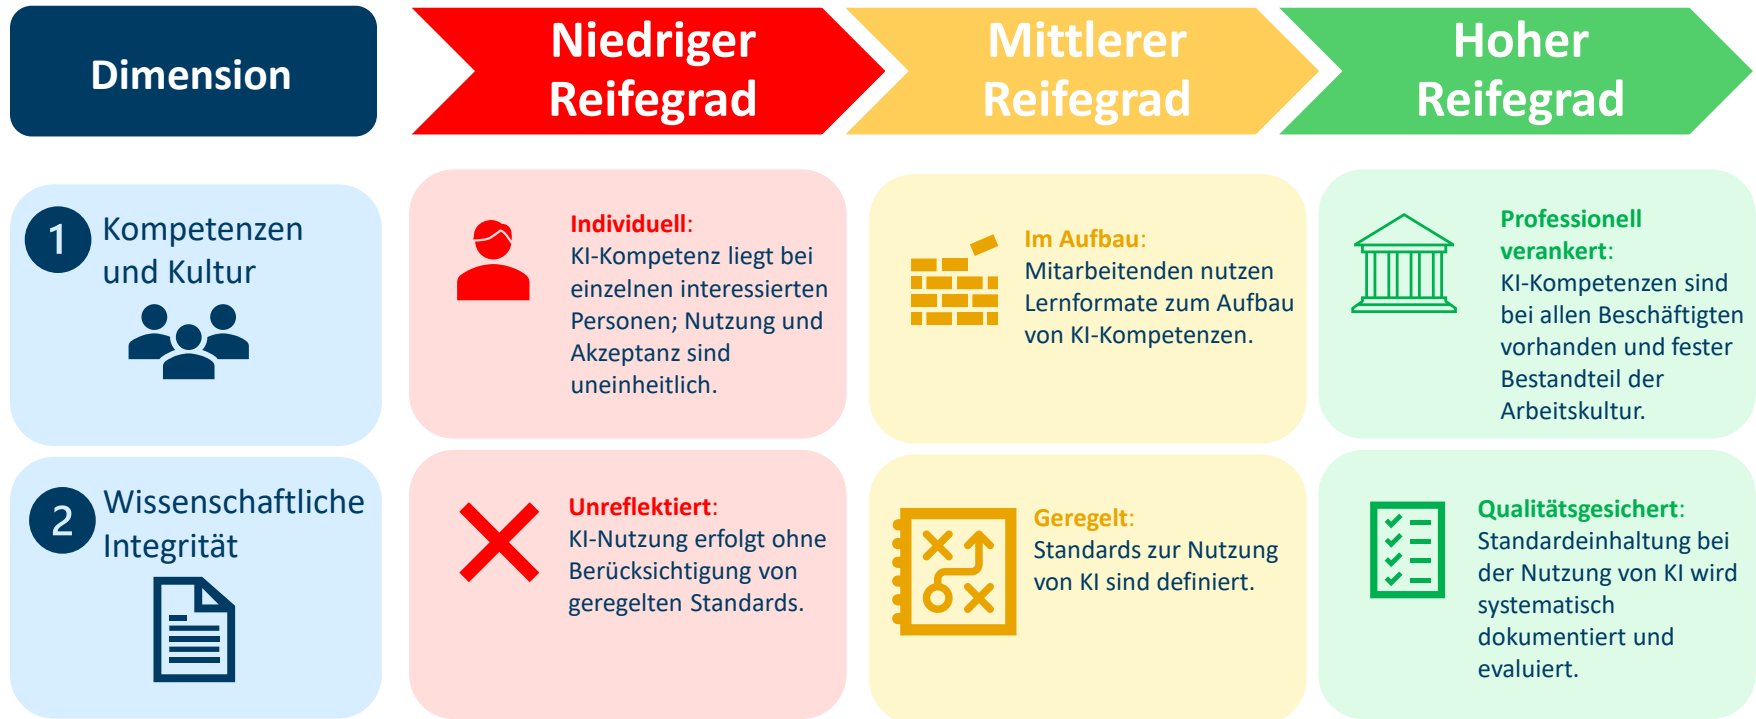 Dimension
Niedriger
Reifegrad
Mittlerer
Reifegrad
Hoher
Reifegrad
1
Kompetenzen
und Kultur
Individuell:
KI-Kompetenz liegt bei
einzelnen interessierten
Personen; Nutzung und
Akzeptanz sind
uneinheitlich.
Im Aufbau:
Mitarbeitenden nutzen
Lernformate zum Aufbau
von KI-Kompetenzen.
Professionell
verankert:
KI-Kompetenzen sind
bei allen Beschäftigten
vorhanden und fester
Bestandteil der
Arbeitskultur.
2
Wissenschaftliche
Integrität
Unreflektiert:
KI-Nutzung erfolgt ohne
Berücksichtigung von
geregelten Standards.
Geregelt:
Standards zur Nutzung
von KI sind definiert.
Qualitätsgesichert:
Standardeinhaltung bei
der Nutzung von KI wird
systematisch
dokumentiert und
evaluiert.